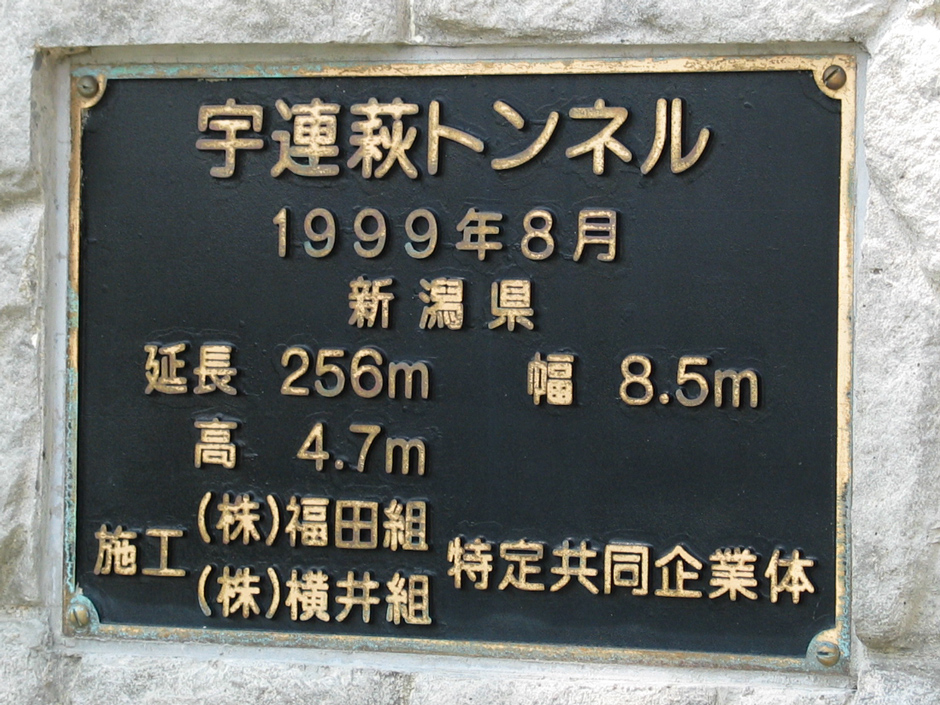 宇連萩トンネル
1999年8月
新潟県
延長 256m 幅 8.5m
高 4.7m
施工 (株)福田組 (株)横井組 特定共同企業体